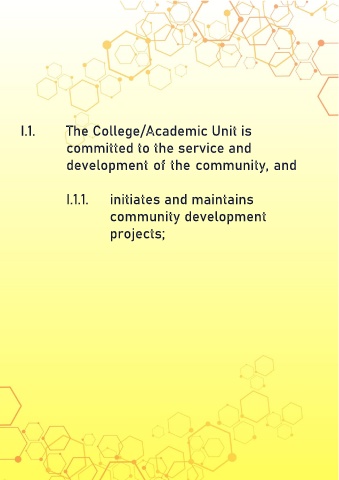 I.1. The College/Academic Unit is
committed to the service and
development of the community, and
I.1.1. initiates and maintains
community development
projects;